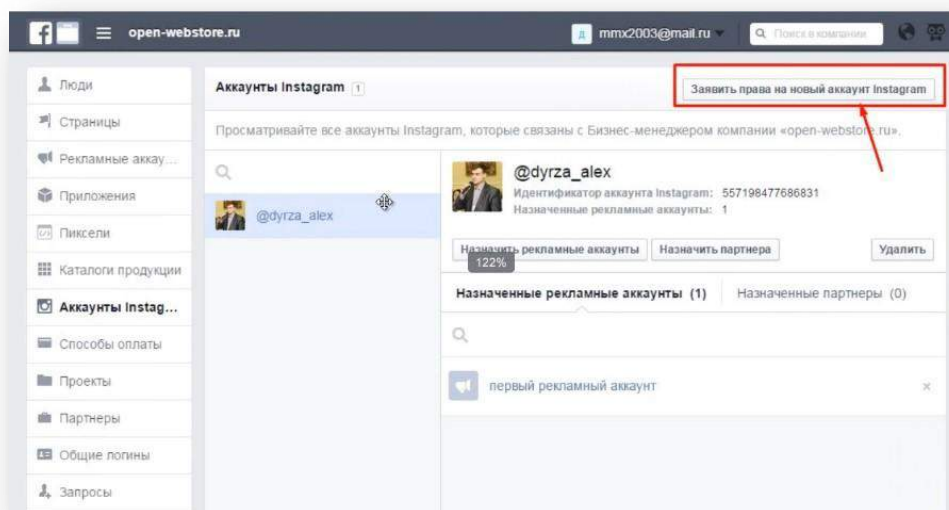 open-webstore.ru
mmx2003@mail.ru
Поиск в компании
Люди
Страницы
Рекламные аккау...
Приложения
Пиксели
Каталоги продукции
Аккаунты Instag...
Способы оплаты
Проекты
Партнеры
Общие логины
Запросы
Аккаунты Instagram 1
Заявить права на новый аккаунт Instagram
Просматривайте все аккаунты Instagram, которые связаны с Бизнес-менеджером компании «open-webstore.ru».
@dyrza_alex
@dyrza_alex
Идентификатор аккаунта Instagram: 557198477686831
Назначенные рекламные аккаунты: 1
Назначить рекламные аккаунты Назначить партнера Удалить
122%
Назначенные рекламные аккаунты (1) Назначенные партнеры (0)
первый рекламный аккаунт